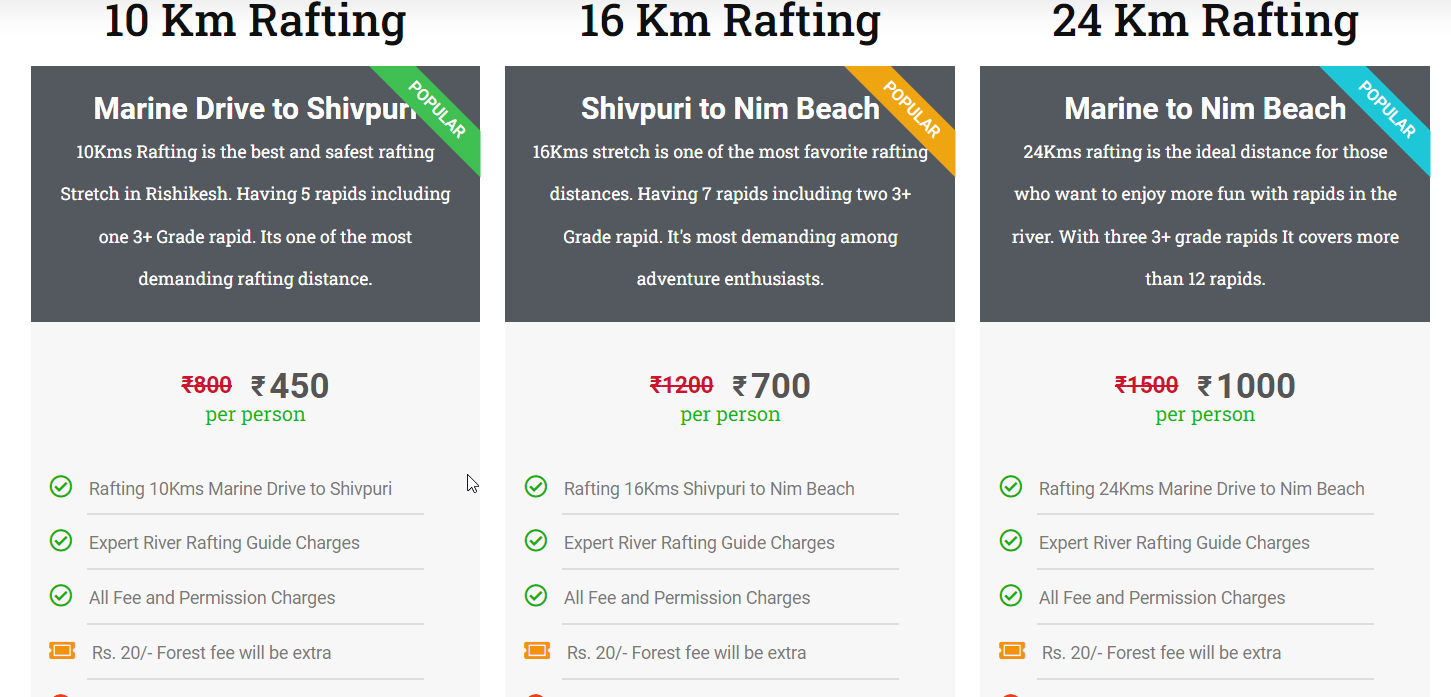 10 Km Rafting
POPULAR
Marine Drive to Shivpuri
10Kms Rafting is the best and safest rafting
Stretch in Rishikesh. Having 5 rapids including
one 3+ Grade rapid. Its one of the most
demanding rafting distance.
₹800 ₹450
per person
Rafting 10Kms Marine Drive to Shivpuri
Expert River Rafting Guide Charges
All Fee and Permission Charges
Rs. 20/- Forest fee will be extra
16 Km Rafting
POPULAR
Shivpuri to Nim Beach
16Kms stretch is one of the most favorite rafting
distances. Having 7 rapids including two 3+
Grade rapid. It's most demanding among
adventure enthusiasts.
₹1200 ₹700
per person
Rafting 16Kms Shivpuri to Nim Beach
Expert River Rafting Guide Charges
All Fee and Permission Charges
Rs. 20/- Forest fee will be extra
24 Km Rafting
POPULAR
Marine to Nim Beach
24Kms rafting is the ideal distance for those
who want to enjoy more fun with rapids in the
river. With three 3+ grade rapids It covers more
than 12 rapids.
₹1500 ₹1000
per person
Rafting 24Kms Marine Drive to Nim Beach
Expert River Rafting Guide Charges
All Fee and Permission Charges
Rs. 20/- Forest fee will be extra